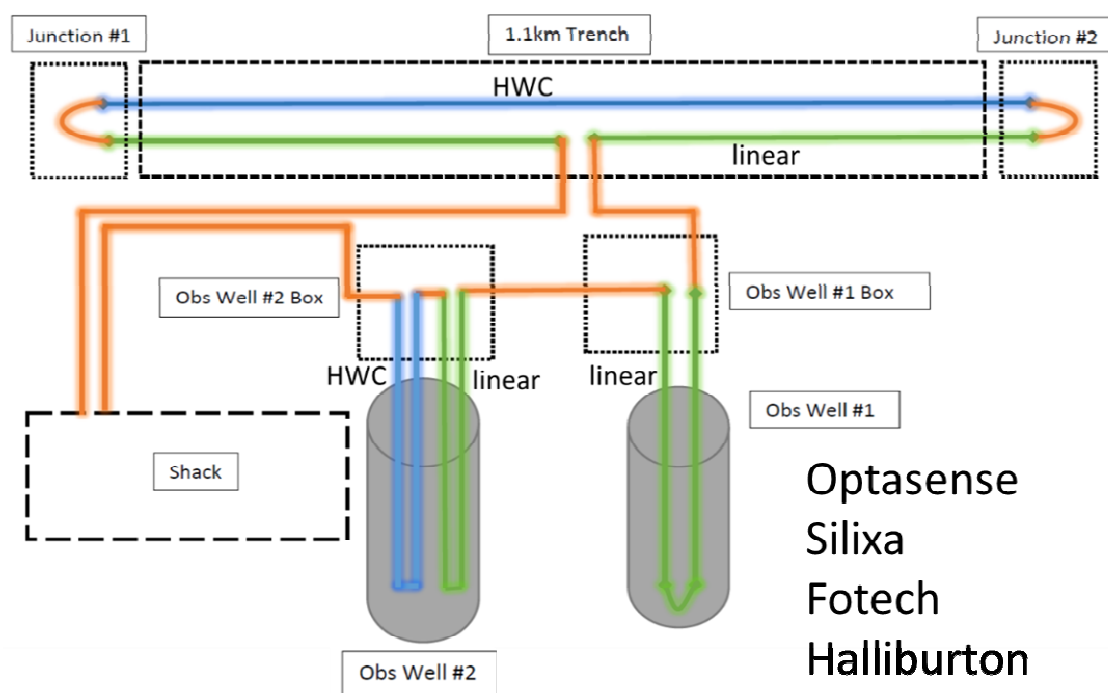 Junction #1
1.1km Trench
Junction #2
HWC
linear
Obs Well #2 Box
Obs Well #1 Box
HWC
linear
linear
Obs Well #1
Shack
Optasense
Silixa
Fotech
Halliburton
Obs Well #2